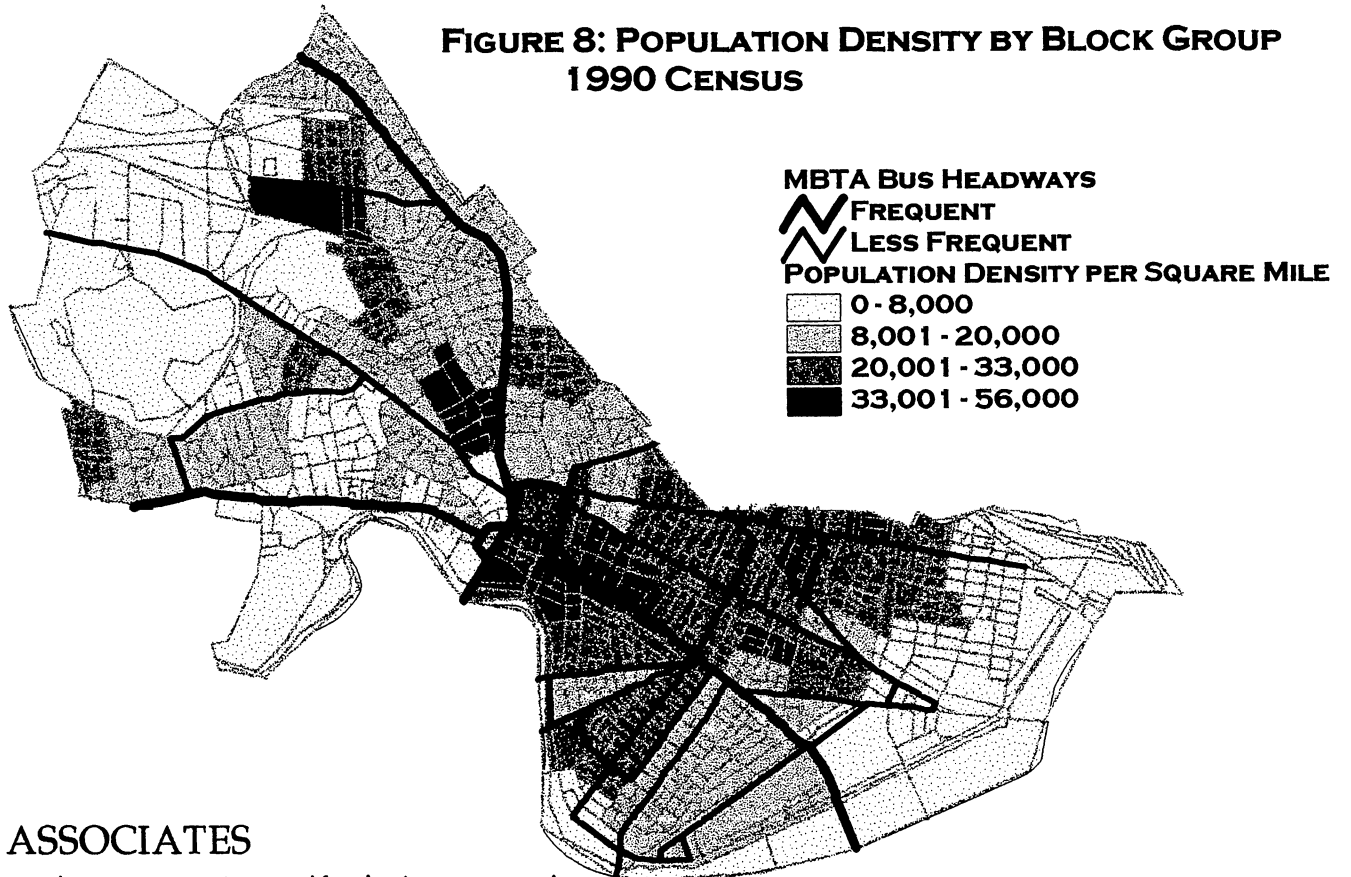 FIGURE 8: POPULATION DENSITY BY BLOCK GROUP
1990 CENSUS
MBTA BUS HEADWAYS
FREQUENT
LESS FREQUENT
POPULATION DENSITY PER SQUARE MILE
0 - 8,000
8,001 - 20,000
20,001 - 33,000
33,001 - 56,000
ASSOCIATES